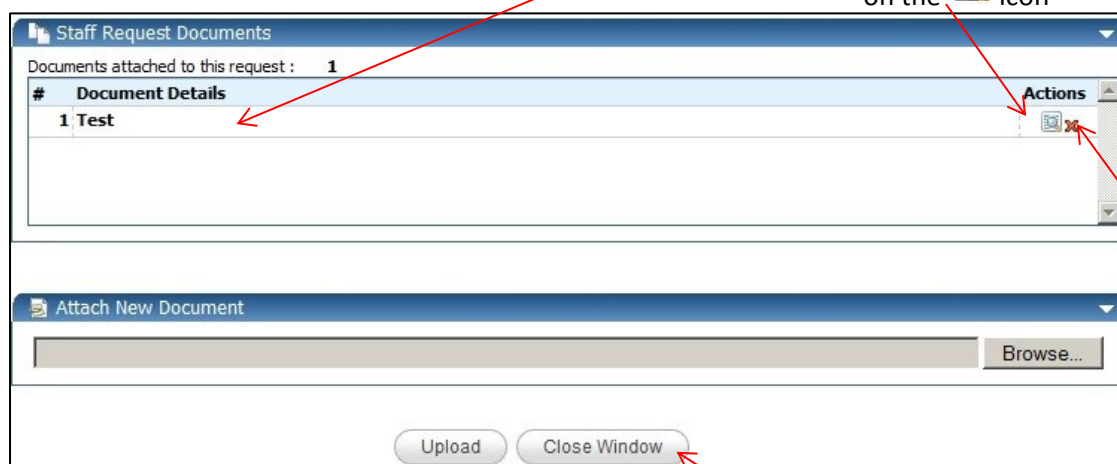 on the icon
Staff Request Documents
Documents attached to this request : 1
# Document Details Actions
1 Test
Attach New Document
Browse...
Upload Close Window